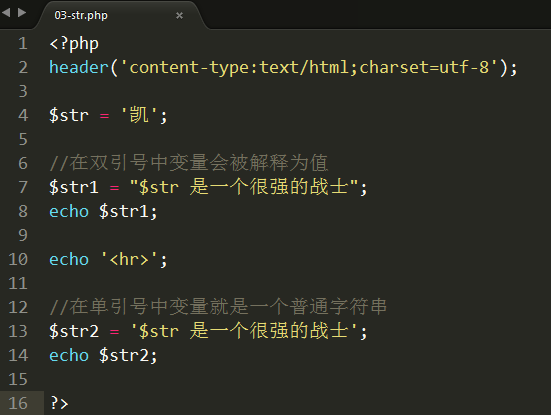 03-str.php ×
1 <?php
2 header('content-type:text/html;charset=utf-8');
3
4 $str = '凯';
5
6 //在双引号中变量会被解释为值
7 $str1 = "$str 是一个很强的战士";
8 echo $str1;
9
10 echo '<hr>';
11
12 //在单引号中变量就是一个普通字符串
13 $str2 = '$str 是一个很强的战士';
14 echo $str2;
15
16 ?>